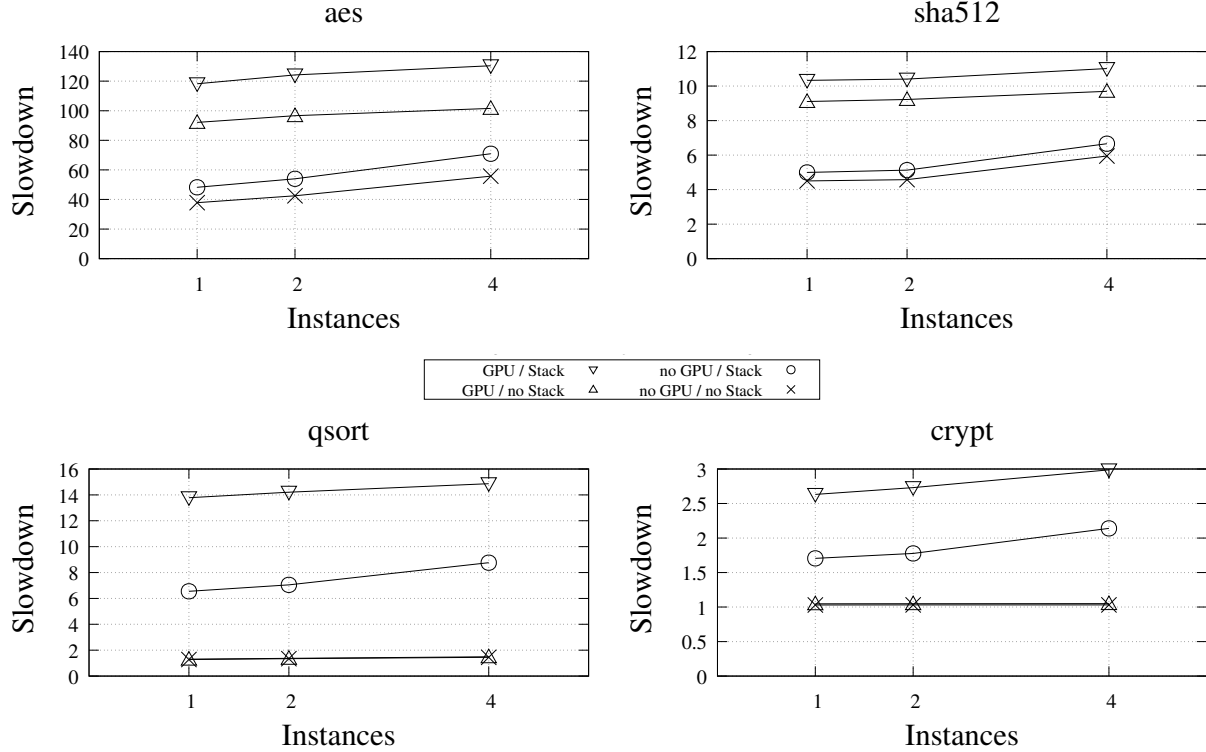 aes
140
120
100
80
60
40
20
0
Slowdown
1 2 4
Instances
sha512
12
10
8
6
4
2
0
Slowdown
1 2 4
Instances
GPU / Stack no GPU / Stack
GPU / no Stack no GPU / no Stack
qsort
16
14
12
10
8
6
4
2
0
Slowdown
1 2 4
Instances
crypt
3
2.5
2
1.5
1
0.5
0
Slowdown
1 2 4
Instances